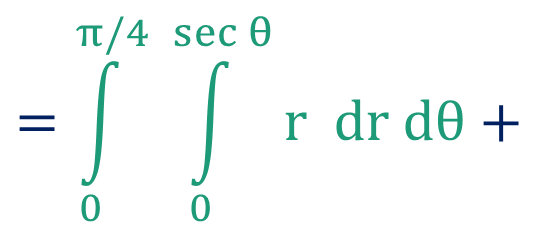 π/4 sec θ
= ∫ ∫ r dr dθ +
0 0